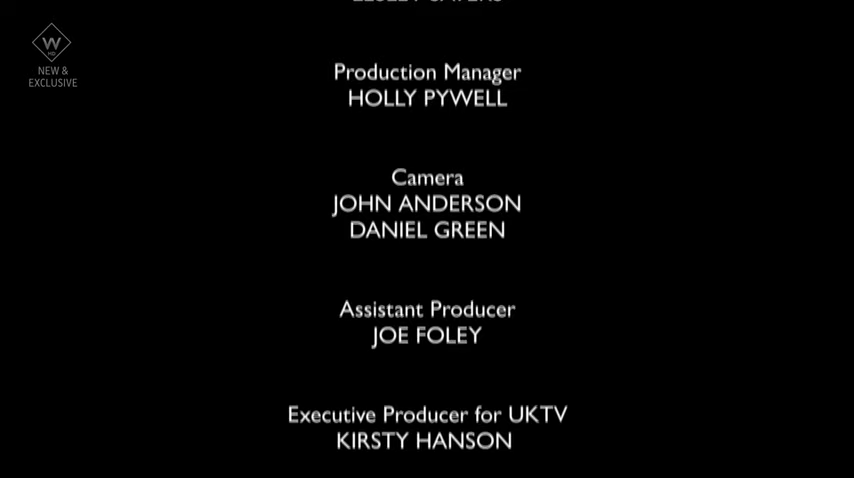 W
HD
NEW &
EXCLUSIVE
Production Manager
HOLLY PYWELL
Camera
JOHN ANDERSON
DANIEL GREEN
Assistant Producer
JOE FOLEY
Executive Producer for UKTV
KIRSTY HANSON